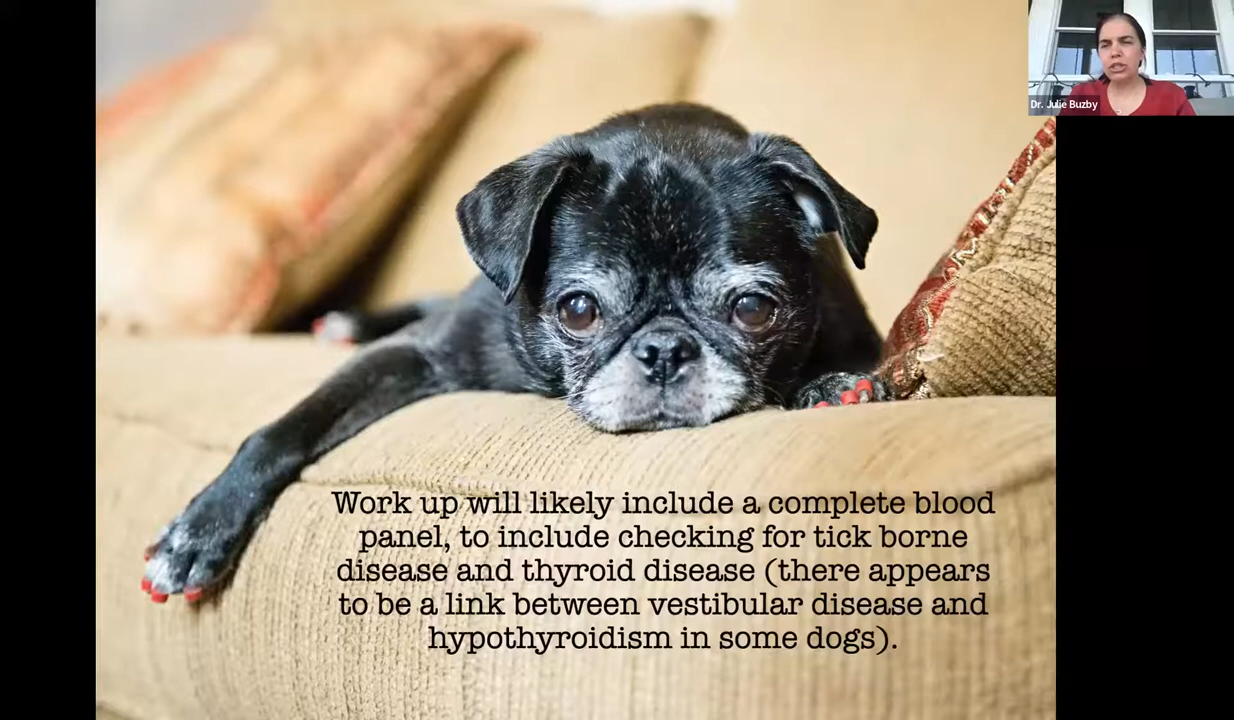 Dr. Julie Buzby
Work up will likely include a complete blood
panel, to include checking for tick borne
disease and thyroid disease (there appears
to be a link between vestibular disease and
hypothyroidism in some dogs).